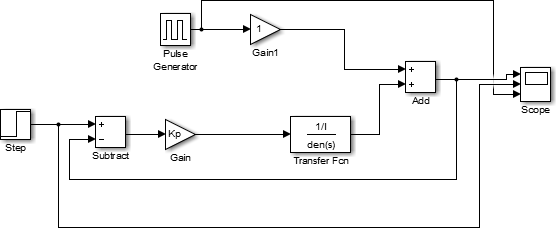 1
Pulse
Generator
Gain1
+
+
Add
Scope
Step
+
−
Subtract
Kp
Gain
1/I
den(s)
Transfer Fcn